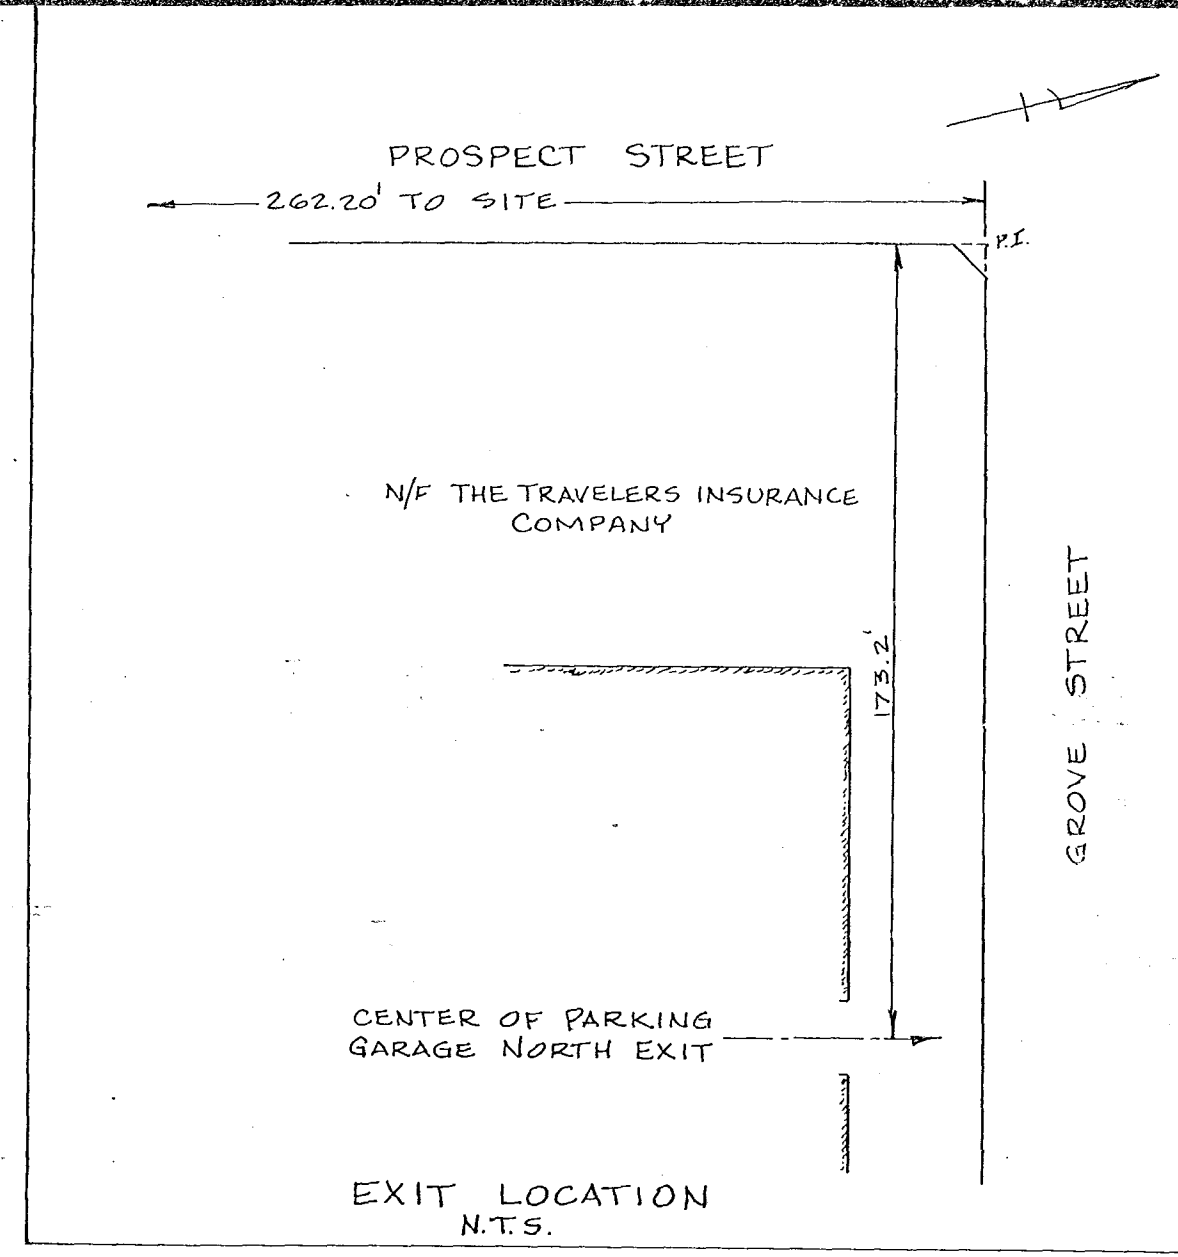 PROSPECT STREET
262.20' TO SITE
P.I.
N/F THE TRAVELERS INSURANCE
COMPANY
173.2'
GROVE STREET
CENTER OF PARKING
GARAGE NORTH EXIT
EXIT LOCATION
N.T.S.